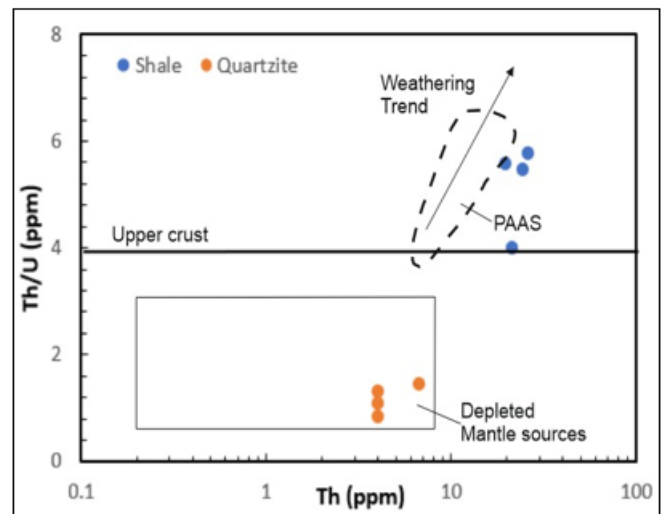 8
Shale Quartzite
Weathering
Trend
6
PAAS
Upper crust
4
2
Depleted
Mantle sources
0
0.1 1 10 100
Th (ppm)
Th/U (ppm)